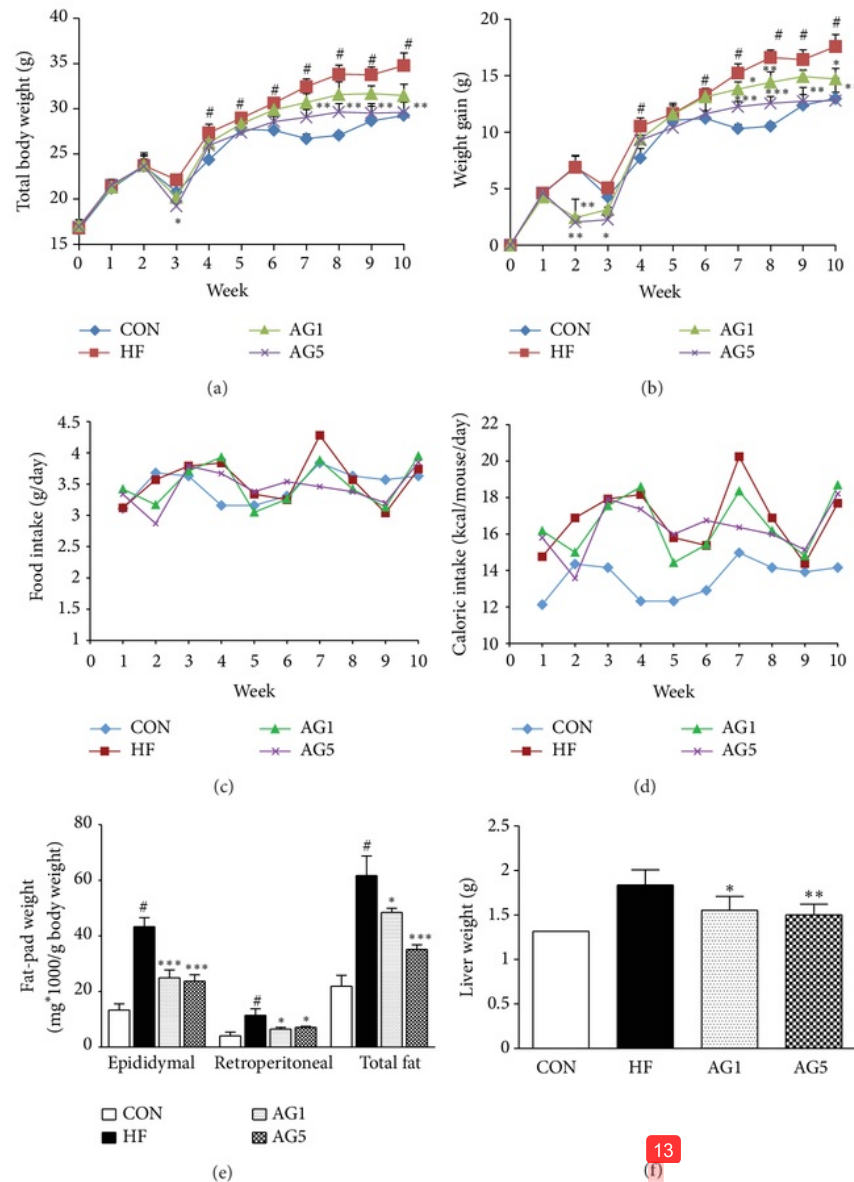 Total body weight (g)
40
35
30
25
20
15
# # # # # # #
** ** ** **
*
0 1 2 3 4 5 6 7 8 9 10
Week
CON AG1
HF AG5
(a)
Weight gain (g)
20
15
10
5
0
# # # # # #
* ** *
*** *** ** *
**
** *
0 1 2 3 4 5 6 7 8 9 10
Week
CON AG1
HF AG5
(b)
Food intake (g/day)
4.5
4
3.5
3
2.5
2
1.5
1
0 1 2 3 4 5 6 7 8 9 10
Week
CON AG1
HF AG5
(c)
Caloric intake (kcal/mouse/day)
22
20
18
16
14
12
10
0 1 2 3 4 5 6 7 8 9 10
Week
CON AG1
HF AG5
(d)
Fat-pad weight
(mg*1000/g body weight)
80
60
40
20
0
# *** ***
# * *
# * ***
Epididymal Retroperitoneal Total fat
CON AG1
HF AG5
(e)
Liver weight (g)
2.5
2
1.5
1
0.5
0
* **
CON HF AG1 AG5
13
(f)